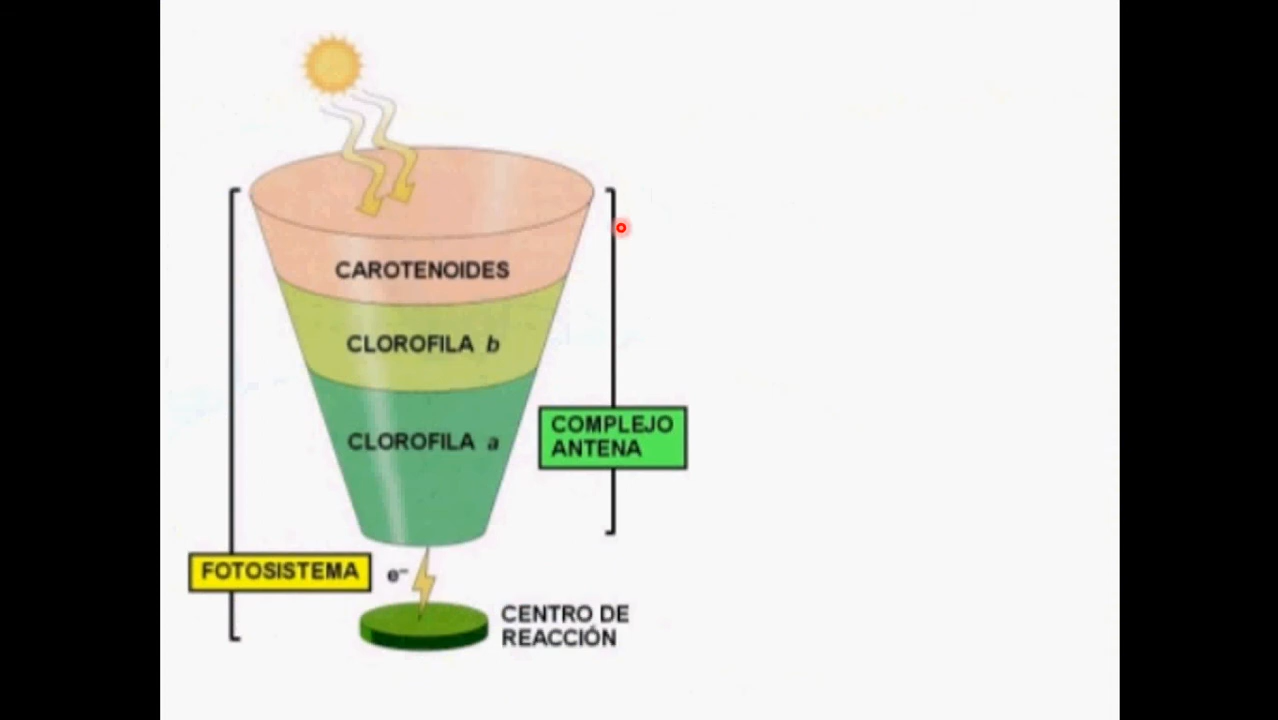 CAROTENOIDES
CLOROFILA b
CLOROFILA a
COMPLEJO
ANTENA
FOTOSISTEMA
e⁻
CENTRO DE
REACCIÓN